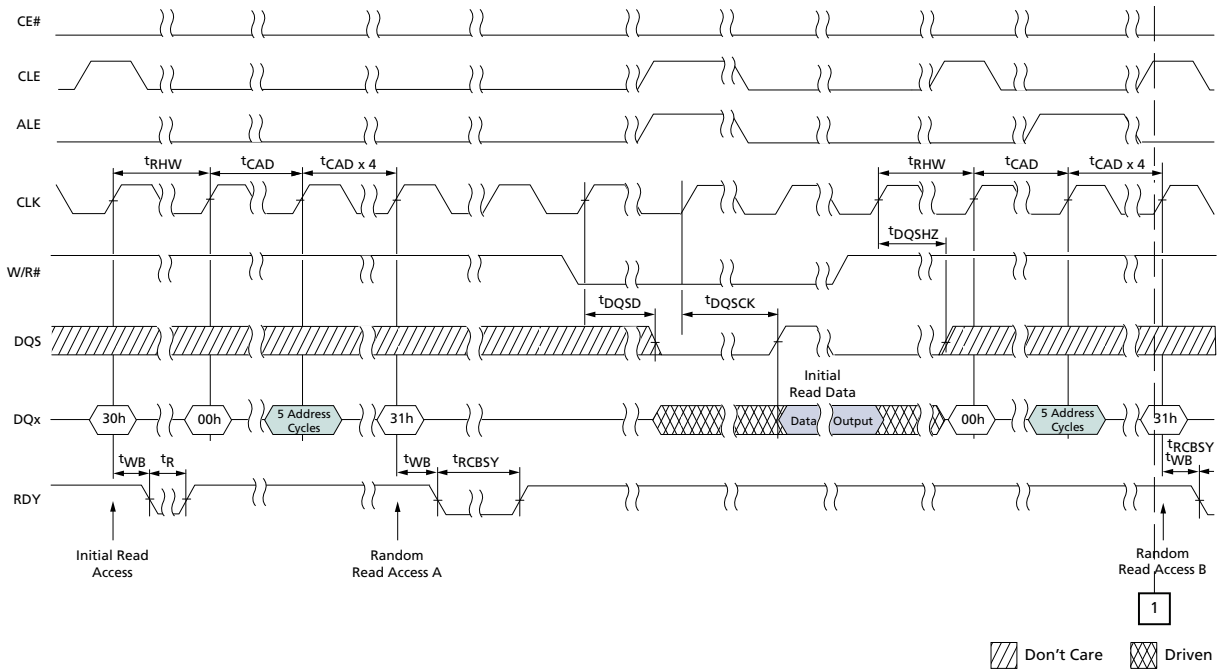 CE#
CLE
ALE
tRHW
tCAD
tCAD x 4
tRHW
tCAD
tCAD x 4
CLK
tDQSHZ
W/R#
tDQSD
tDQSCK
DQS
Initial
Read Data
DQx
30h
00h
5 Address
Cycles
31h
Data
Output
00h
5 Address
Cycles
31h
tWB
tR
tWB
tRCBSY
tRCBSY
tWB
RDY
Initial Read
Access
Random
Read Access A
Random
Read Access B
1
Don't Care
Driven